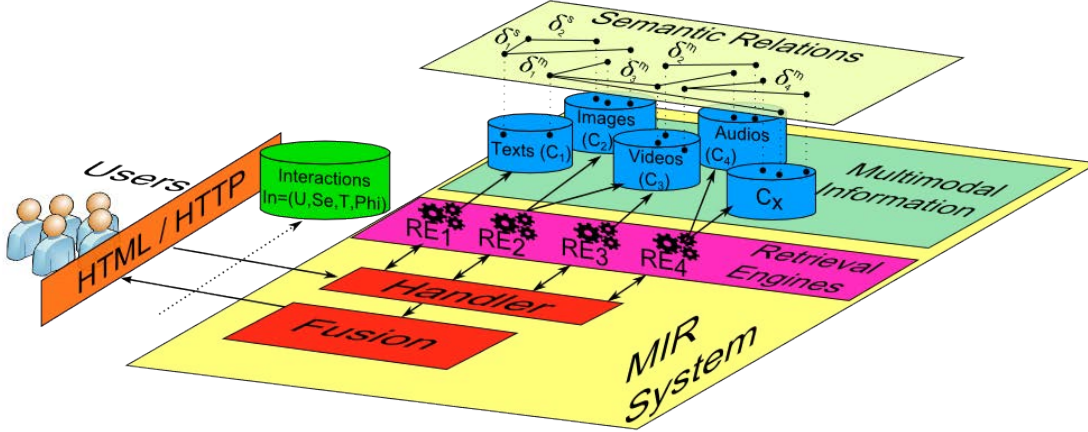 Semantic Relations
δ₁ˢ
δ₂ˢ
δ₁ᵐ
δ₃ᵐ
δ₂ᵐ
δ₄ᵐ
Texts (C₁)
Images
(C₂)
Videos
(C₃)
Audios
(C₄)
Cx
Multimodal
Information
Users
HTML / HTTP
Interactions
In=(U,Se,T,Phi)
RE1
RE2
RE3
RE4
Retrieval
Engines
Handler
Fusion
MIR
System